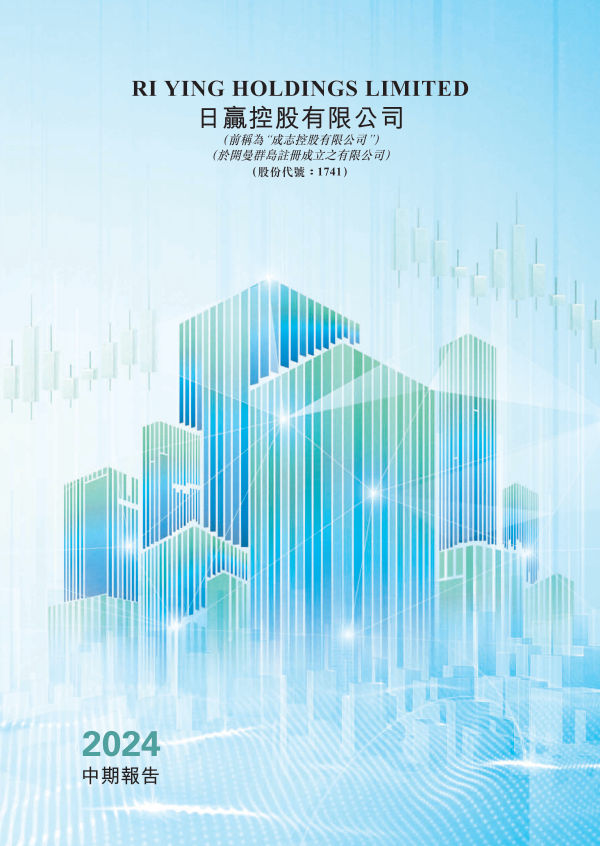 RI YING HOLDINGS LIMITED
日贏控股有限公司
(前稱為“成志控股有限公司”)
(於開曼群島註冊成立之有限公司)
(股份代號：1741)
2024
中期報告